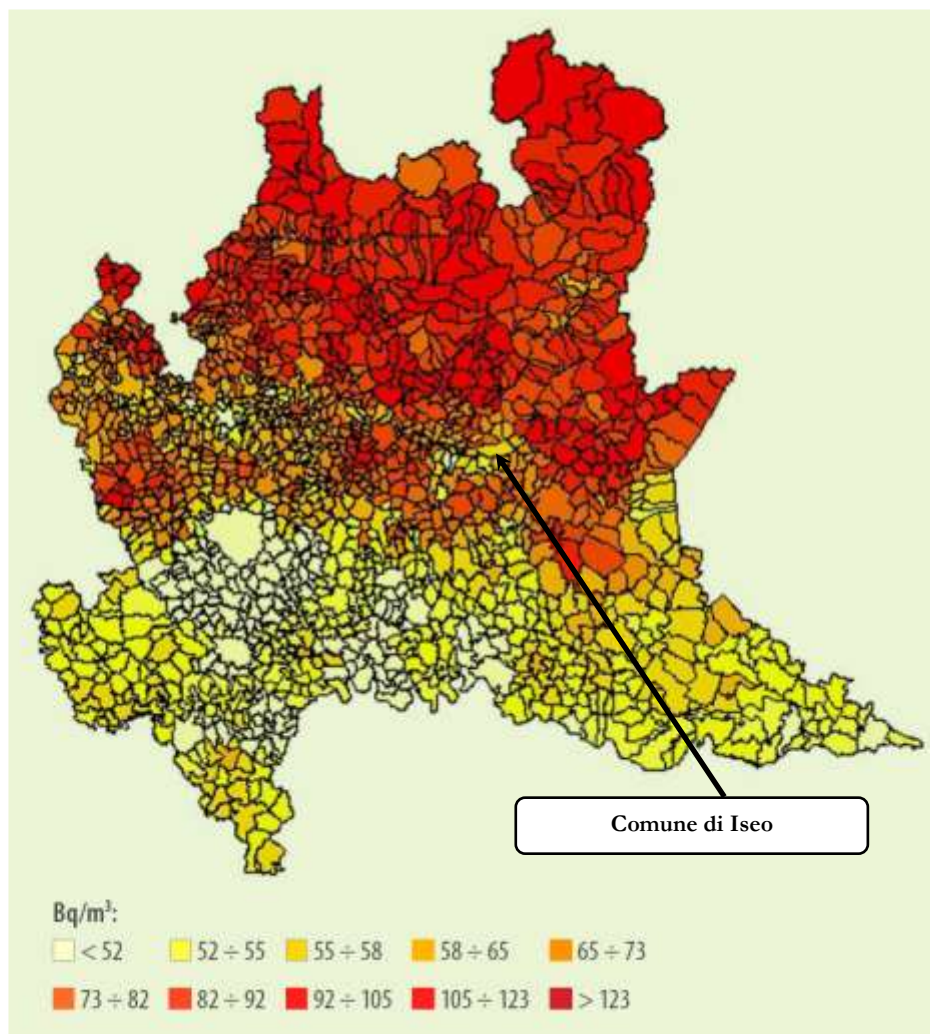 Comune di Iseo
Bq/m³:
< 52 52 ÷ 55 55 ÷ 58 58 ÷ 65 65 ÷ 73
73 ÷ 82 82 ÷ 92 92 ÷ 105 105 ÷ 123 > 123